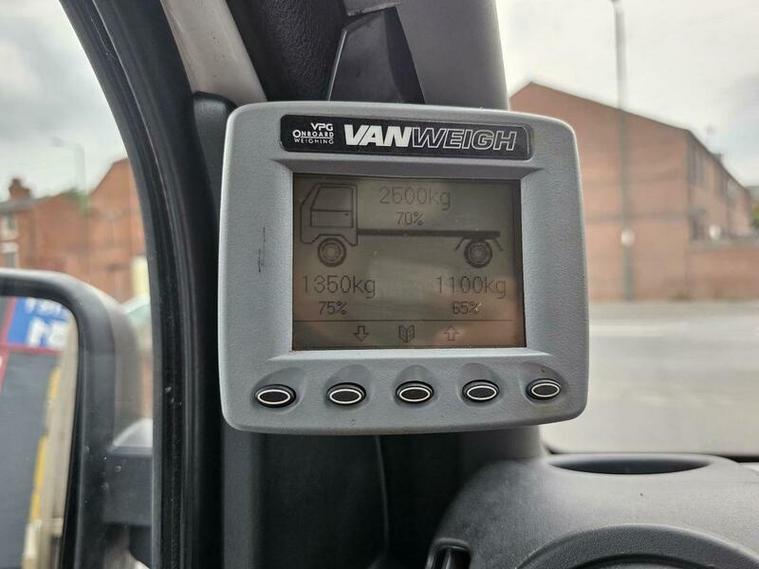 VPG
ONBOARD
WEIGHING
VANWEIGH
2500kg
70%
1350kg
1100kg
75%
65%